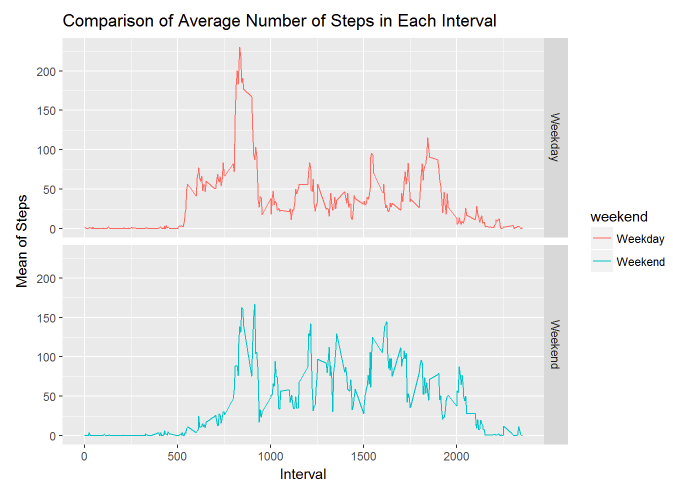 Comparison of Average Number of Steps in Each Interval
Mean of Steps
200
150
100
50
0
Weekday
200
150
100
50
0
Weekend
0
500
1000
1500
2000
Interval
weekend
Weekday
Weekend